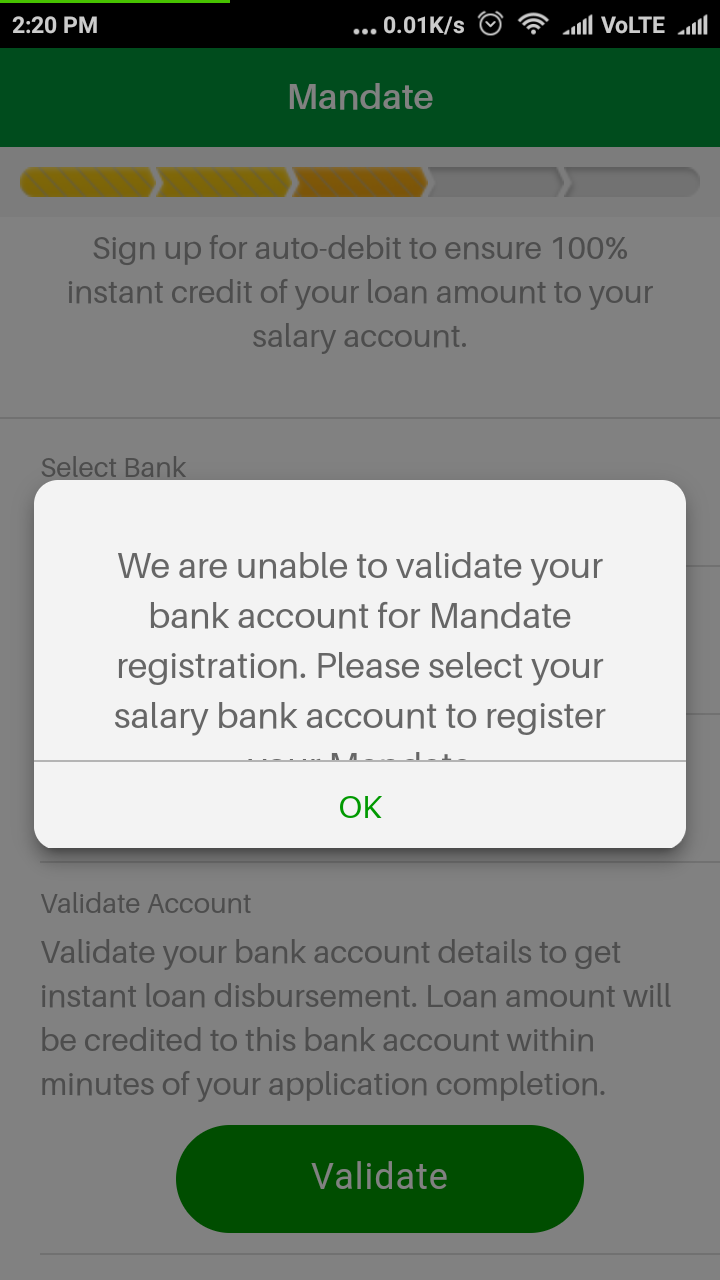 2:20 PM ... 0.01K/s VoLTE
Mandate
Sign up for auto-debit to ensure 100%
instant credit of your loan amount to your
salary account.
Select Bank
We are unable to validate your
bank account for Mandate
registration. Please select your
salary bank account to register
your Mandate
OK
Validate Account
Validate your bank account details to get
instant loan disbursement. Loan amount will
be credited to this bank account within
minutes of your application completion.
Validate